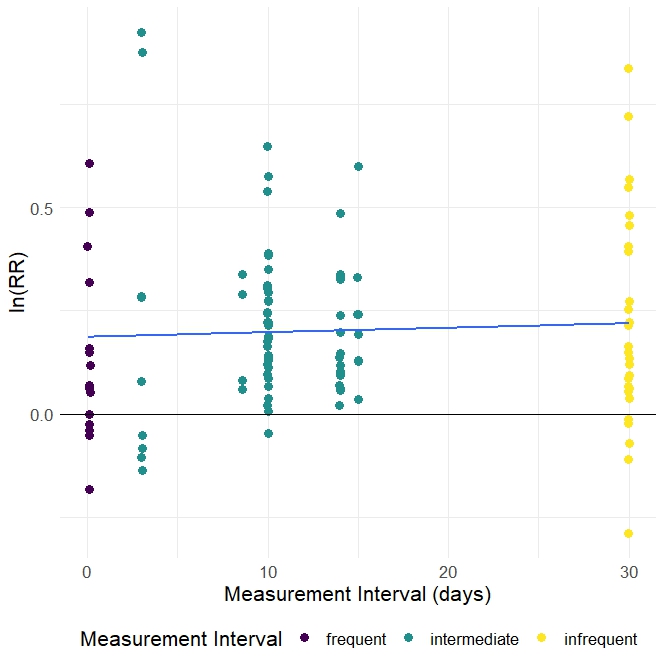 ln(RR)
0.5
0.0
0 10 20 30
Measurement Interval (days)
Measurement Interval frequent intermediate infrequent